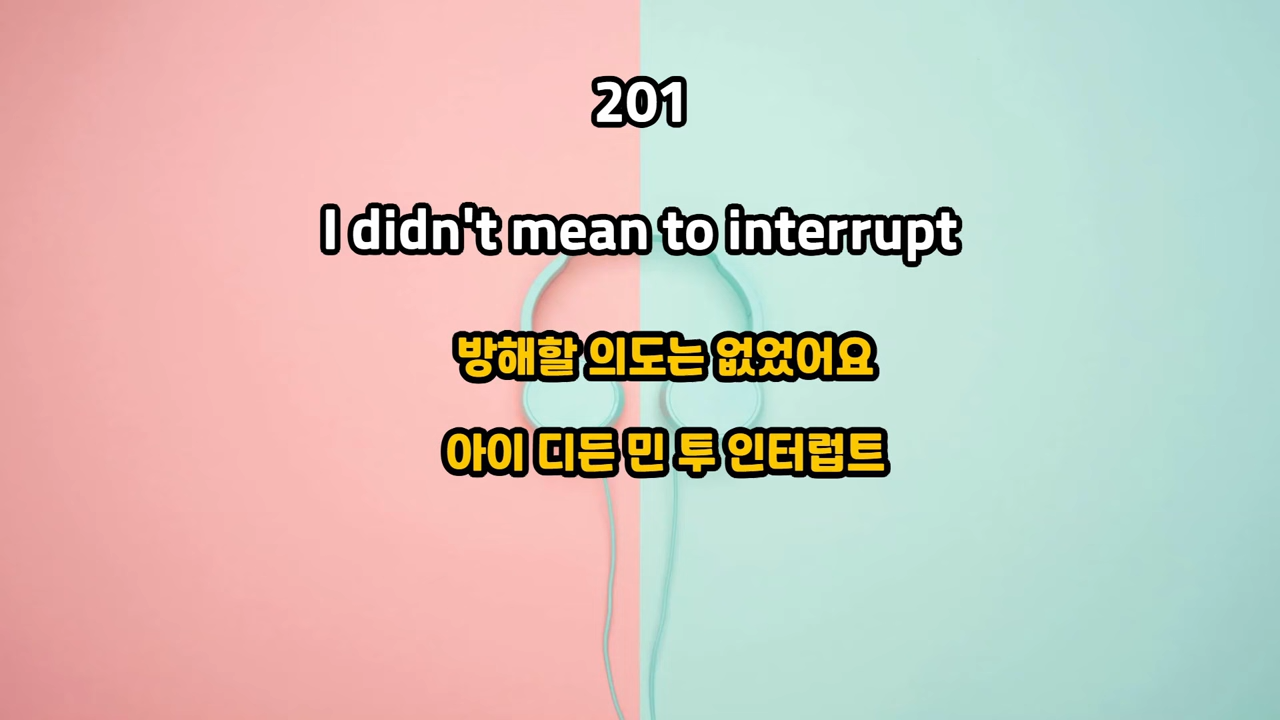 201
I didn't mean to interrupt
방해할 의도는 없었어요
아이 디든 민 투 인터럽트